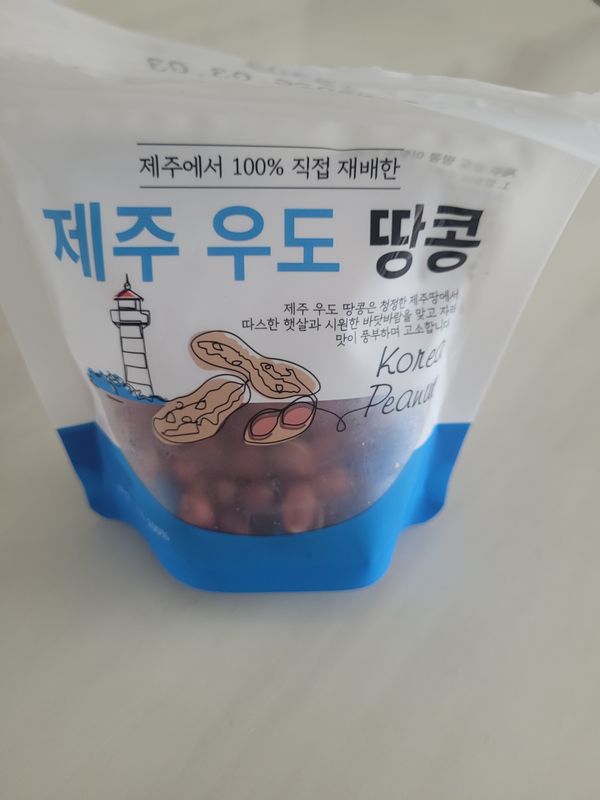 03.03
제주에서 100% 직접 재배한
제주 우도 땅콩
제주 우도 땅콩은 청정한 제주땅에서
따스한 햇살과 시원한 바닷바람을 맞고 자라
맛이 풍부하며 고소합니다
Korea
Peanut